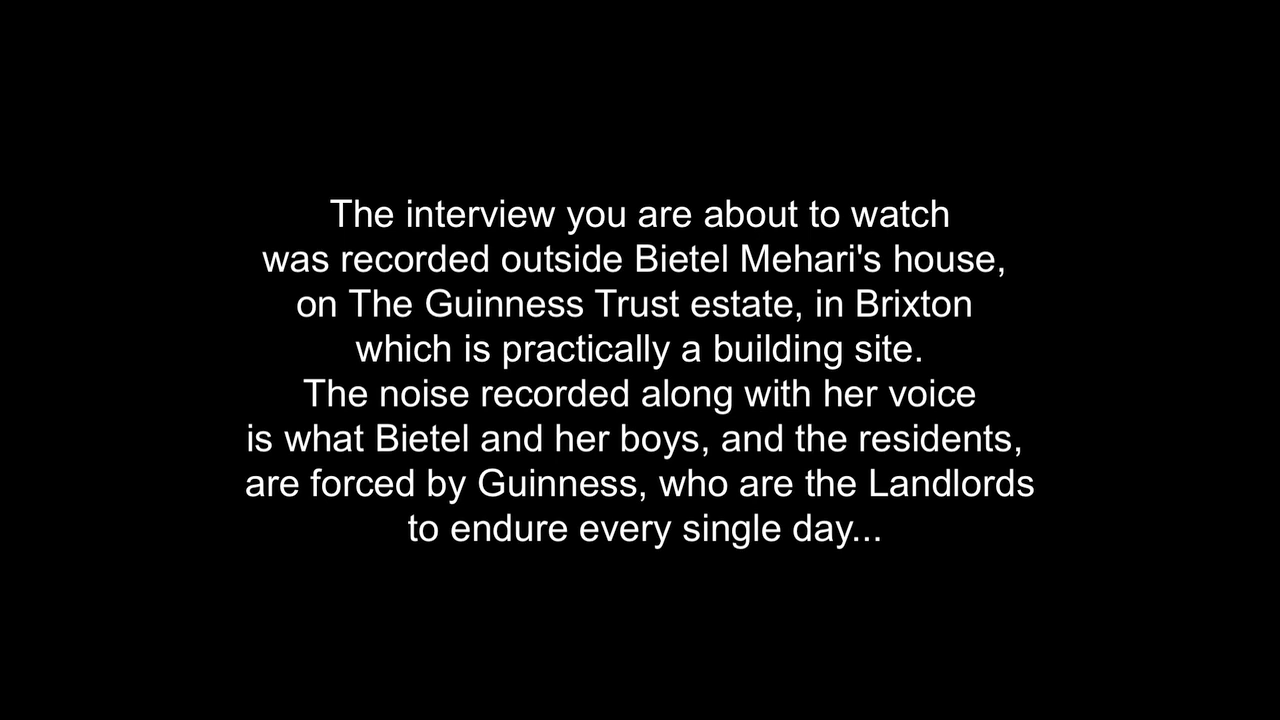 The interview you are about to watch
was recorded outside Bietel Mehari's house,
on The Guinness Trust estate, in Brixton
which is practically a building site.
The noise recorded along with her voice
is what Bietel and her boys, and the residents,
are forced by Guinness, who are the Landlords
to endure every single day...